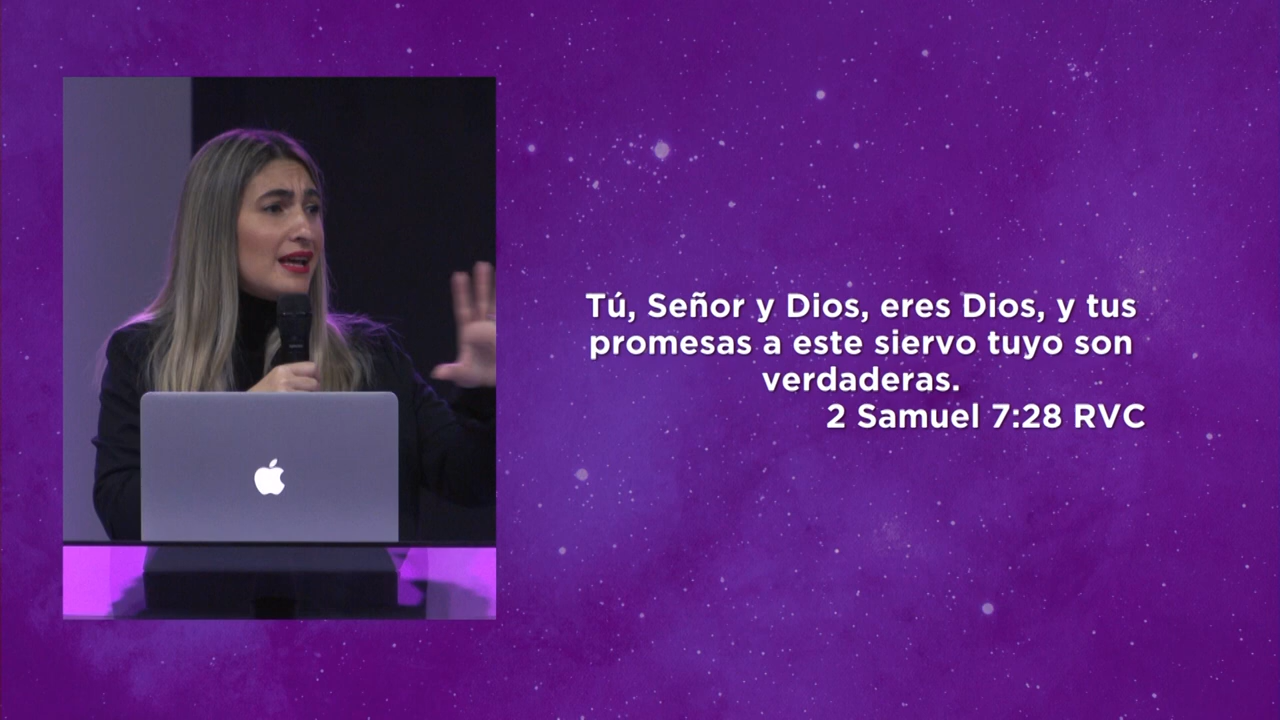 Tú, Señor y Dios, eres Dios, y tus
promesas a este siervo tuyo son
verdaderas.
2 Samuel 7:28 RVC